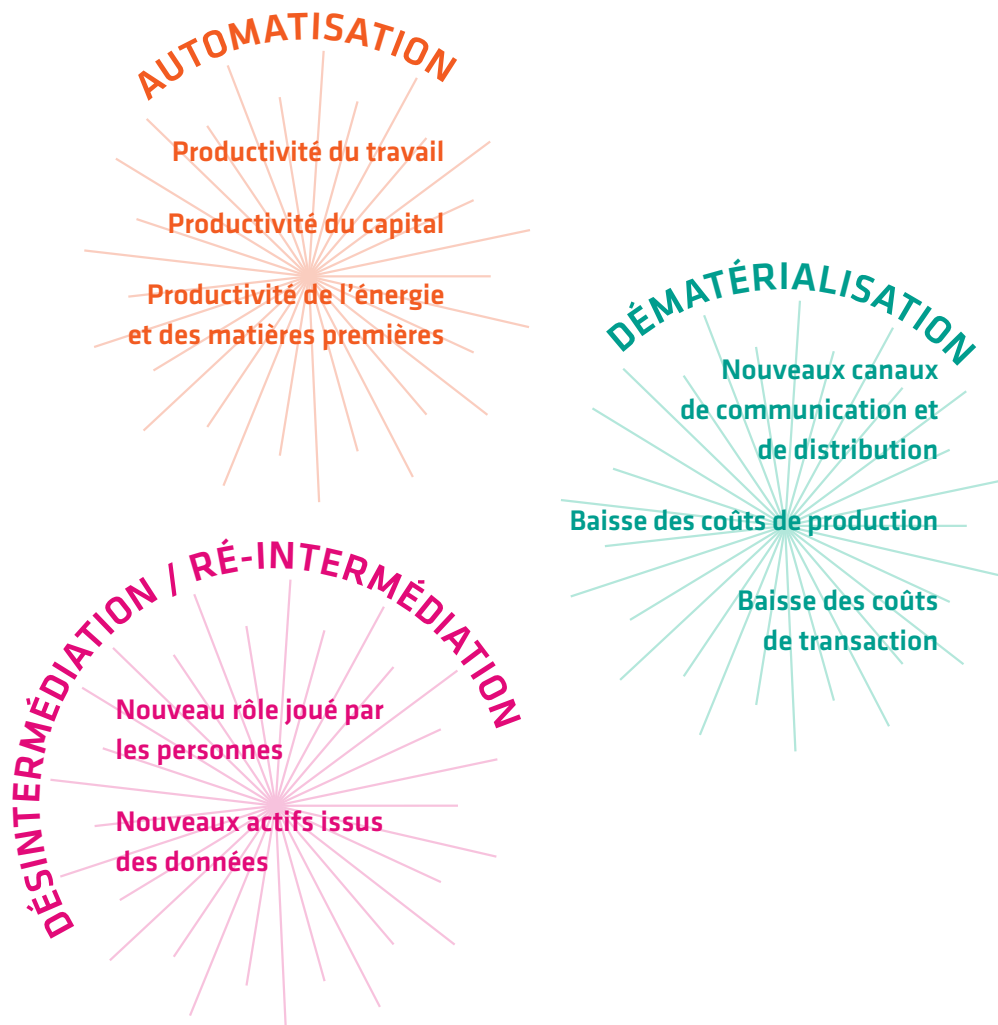 AUTOMATISATION
Productivité du travail
Productivité du capital
Productivité de l’énergie
et des matières premières
DÉMATÉRIALISATION
Nouveaux canaux
de communication et
de distribution
Baisse des coûts de production
Baisse des coûts
de transaction
DÉSINTERMÉDIATION / RÉ-INTERMÉDIATION
Nouveau rôle joué par
les personnes
Nouveaux actifs issus
des données